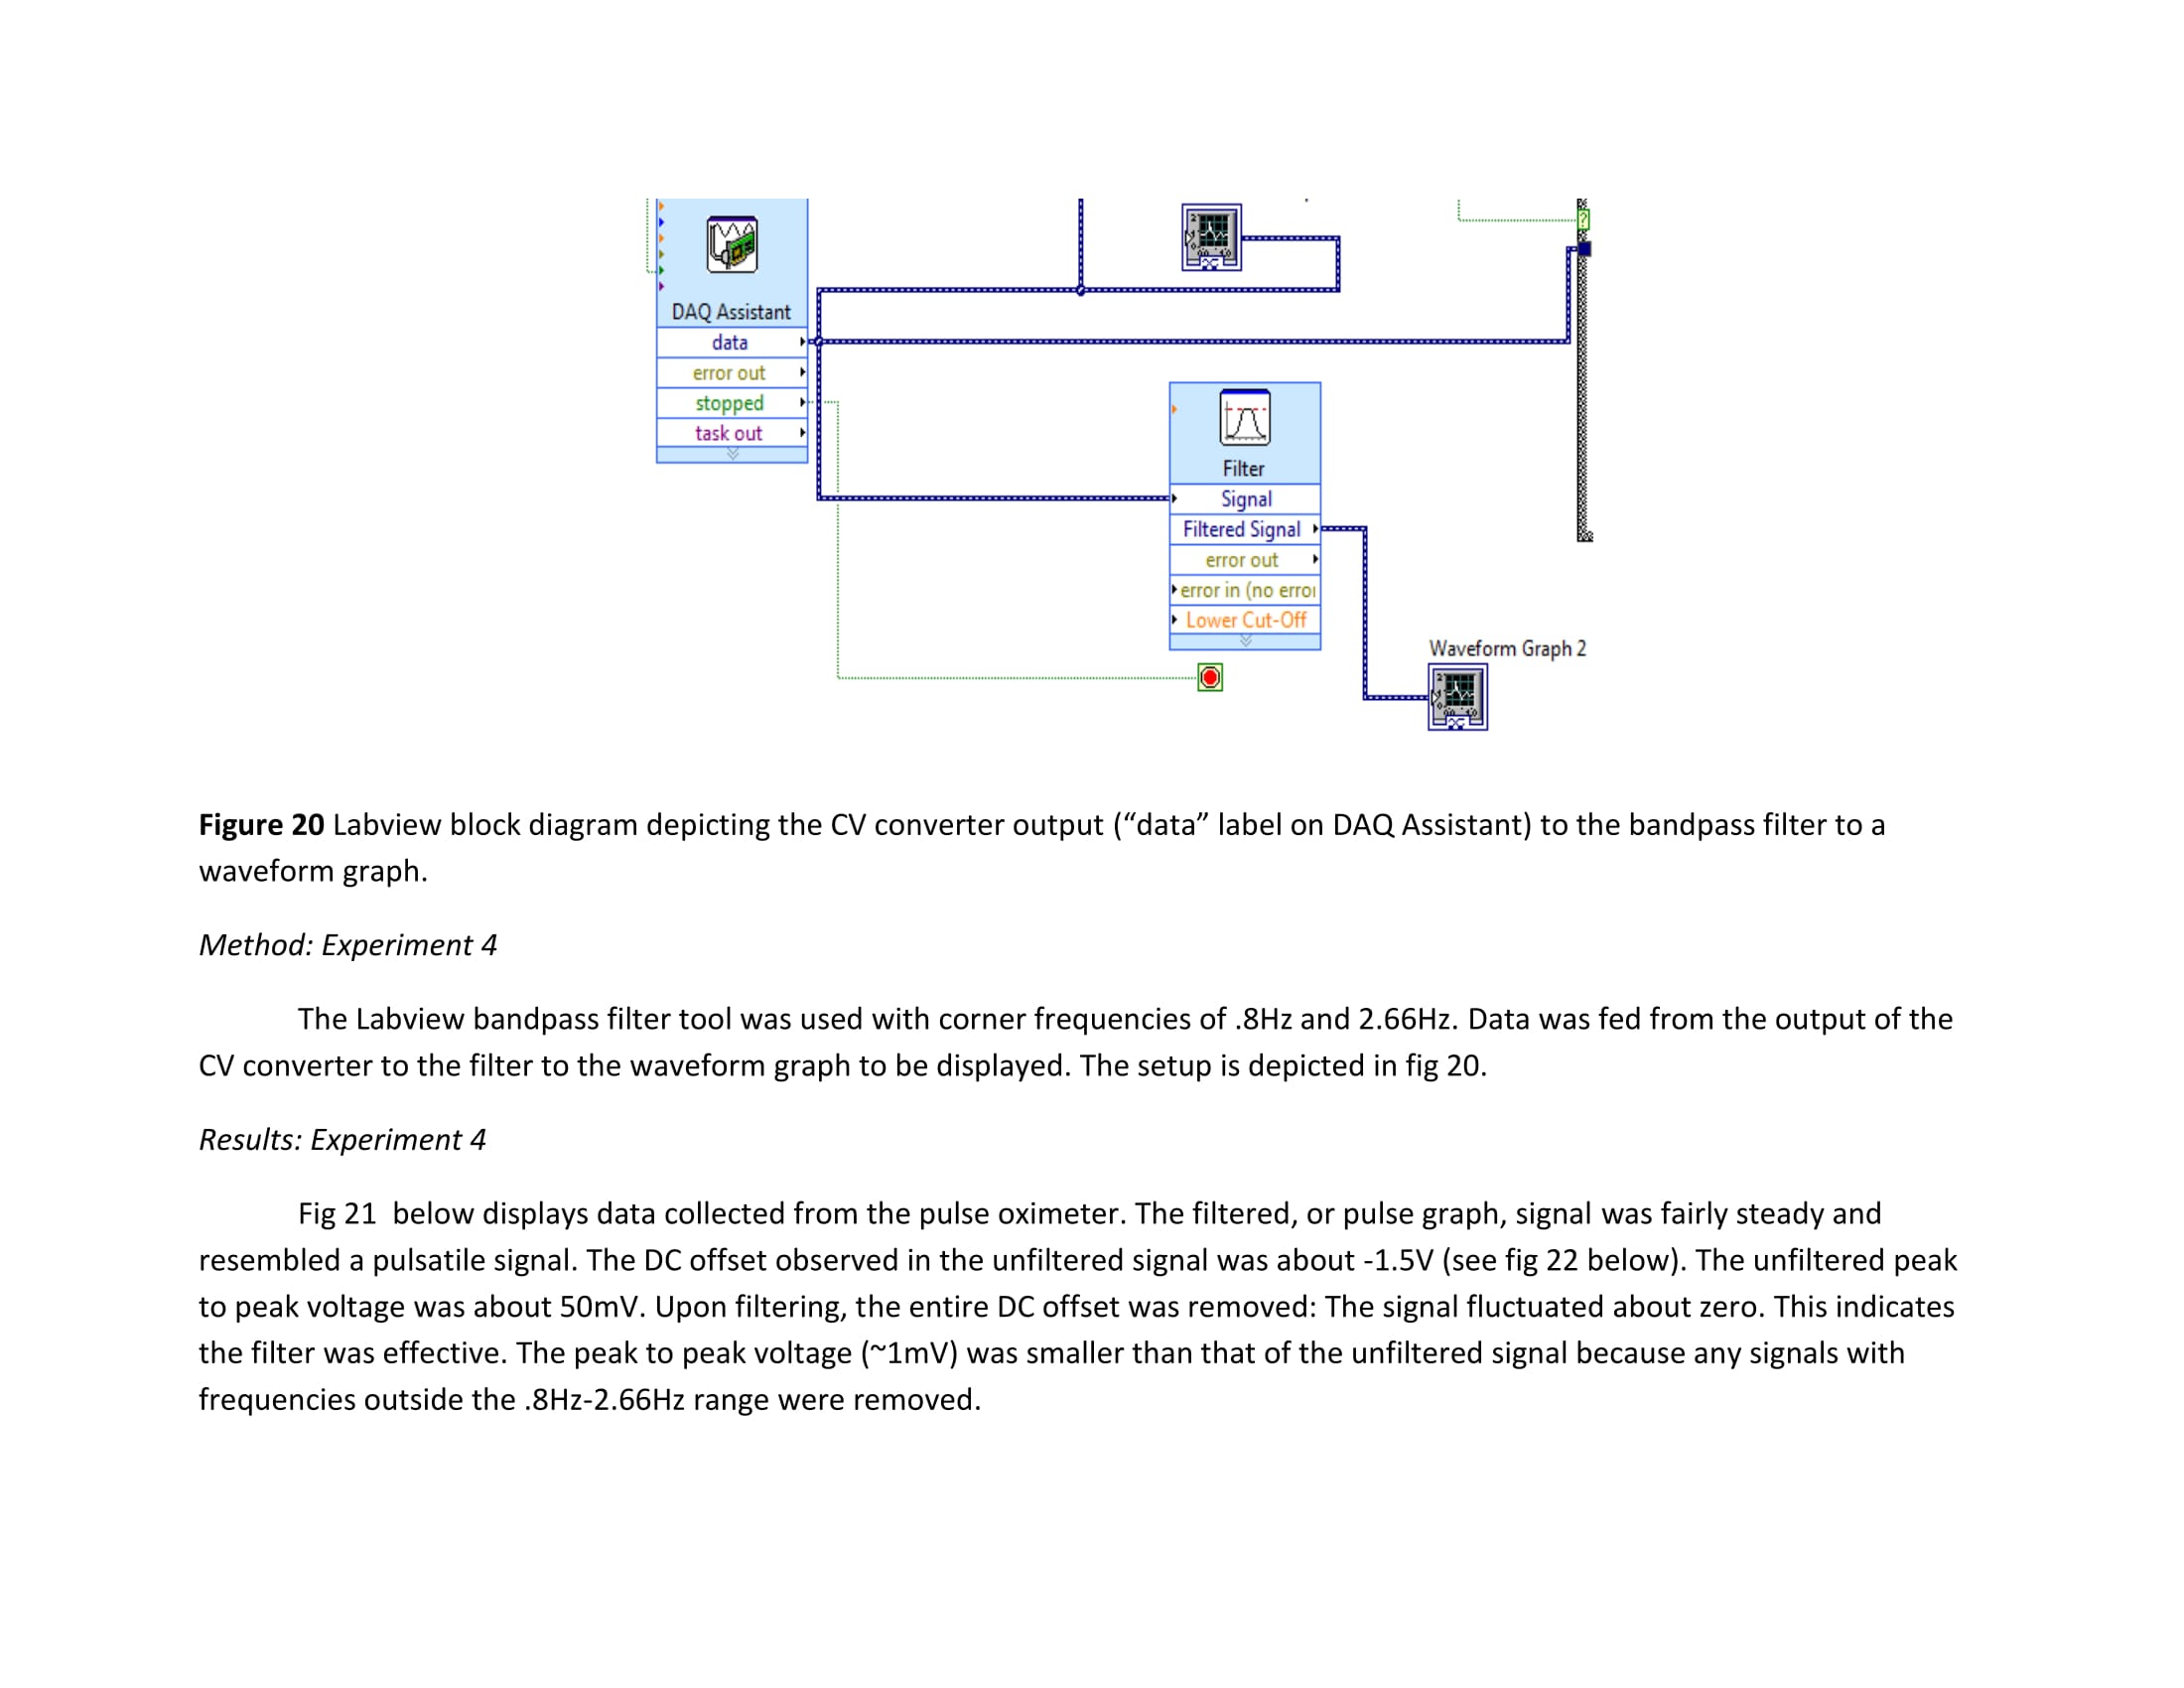 DAQ Assistant
data
error out
stopped
task out
Filter
Signal
Filtered Signal
error out
error in (no erroi
Lower Cut-Off
Waveform Graph 2
Figure 20 Labview block diagram depicting the CV converter output (“data” label on DAQ Assistant) to the bandpass filter to a
waveform graph.
Method: Experiment 4
The Labview bandpass filter tool was used with corner frequencies of .8Hz and 2.66Hz. Data was fed from the output of the
CV converter to the filter to the waveform graph to be displayed. The setup is depicted in fig 20.
Results: Experiment 4
Fig 21  below displays data collected from the pulse oximeter. The filtered, or pulse graph, signal was fairly steady and
resembled a pulsatile signal. The DC offset observed in the unfiltered signal was about -1.5V (see fig 22 below). The unfiltered peak
to peak voltage was about 50mV. Upon filtering, the entire DC offset was removed: The signal fluctuated about zero. This indicates
the filter was effective. The peak to peak voltage (~1mV) was smaller than that of the unfiltered signal because any signals with
frequencies outside the .8Hz-2.66Hz range were removed.